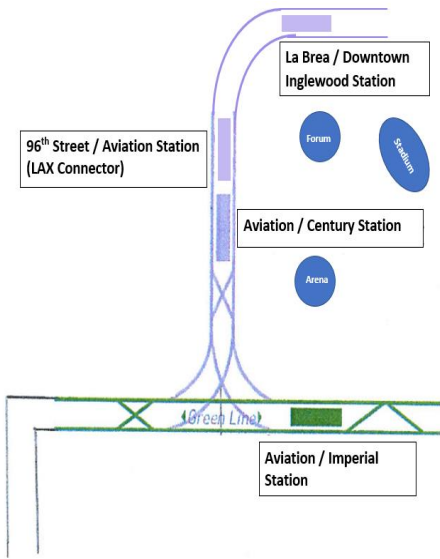 La Brea / Downtown
Inglewood Station
Forum
Stadium
96th Street / Aviation Station
(LAX Connector)
Aviation / Century Station
Arena
Green Line
Aviation / Imperial
Station